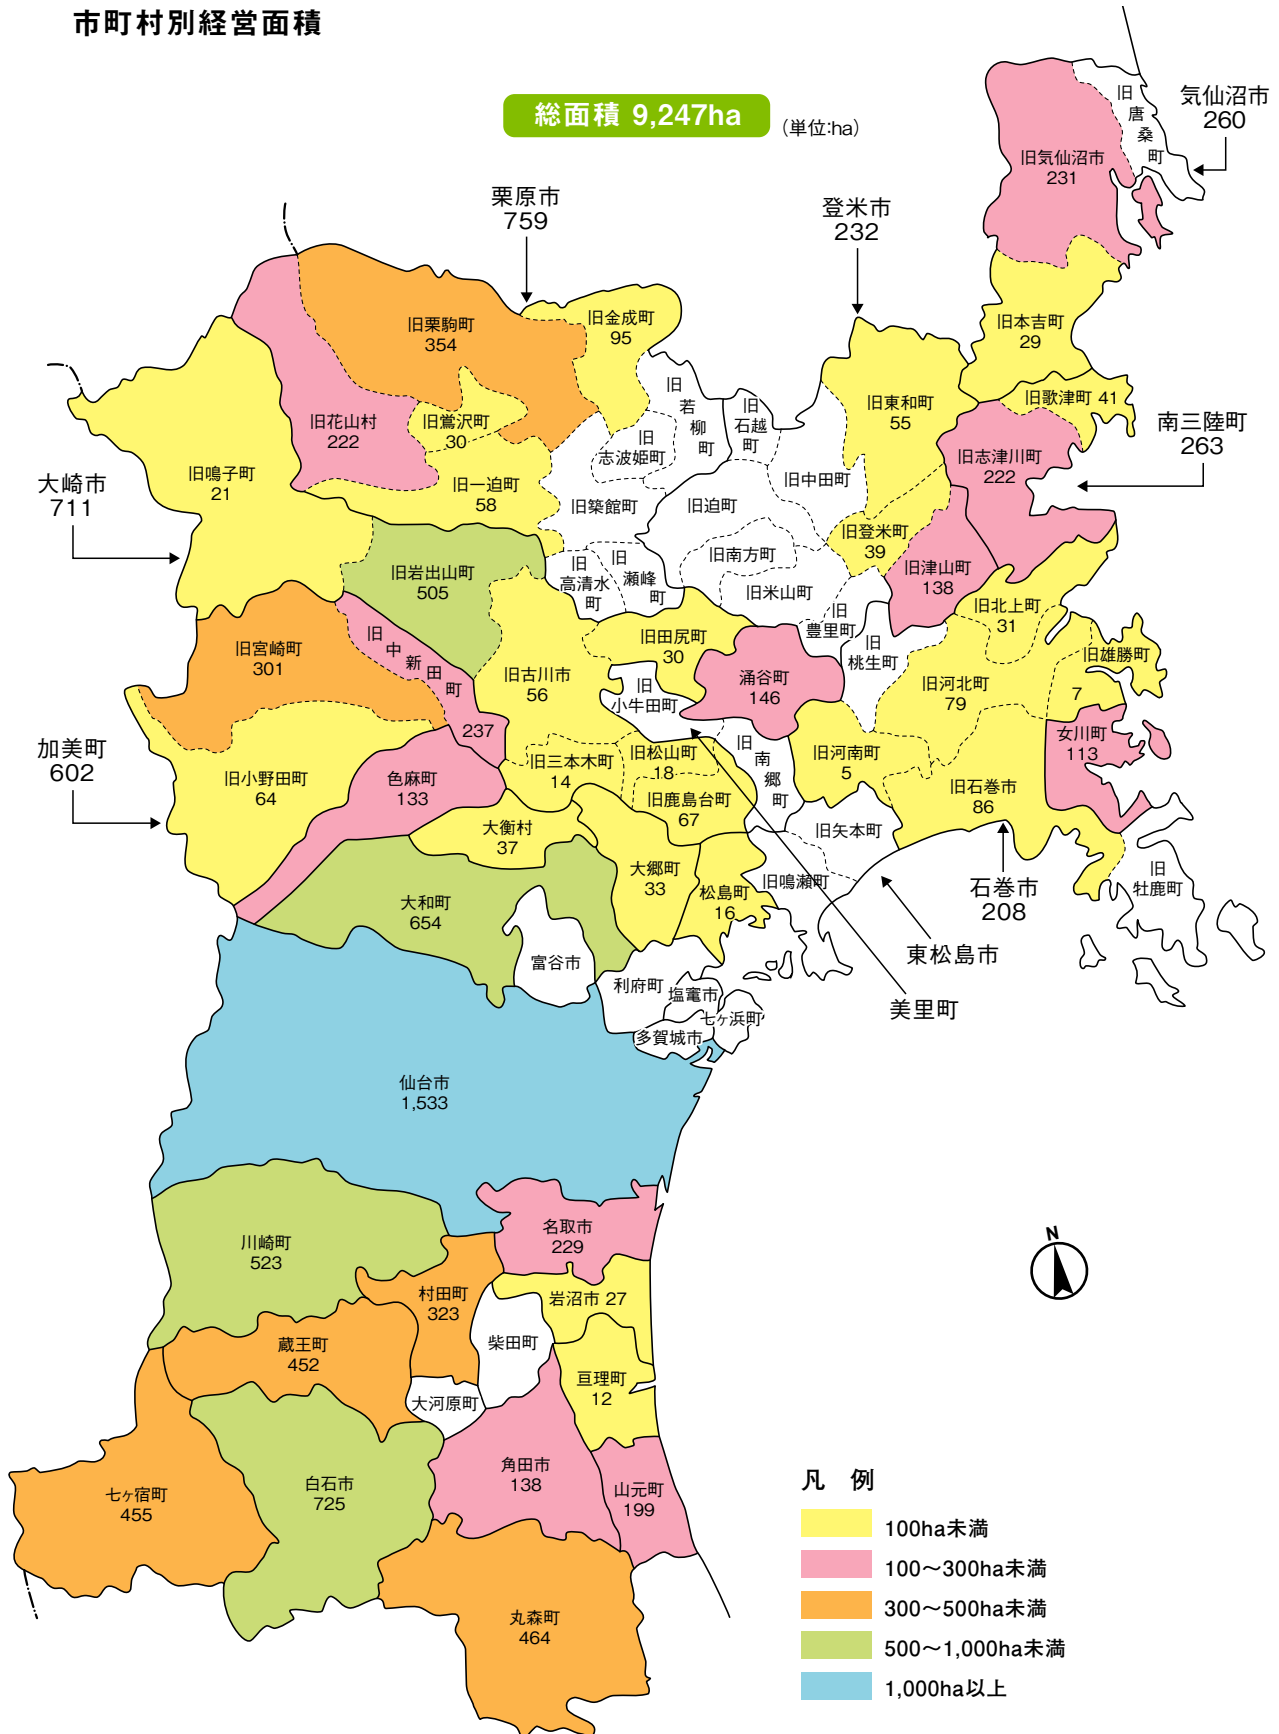 市町村別経営面積
総面積 9,247ha
(単位:ha)
気仙沼市
260
旧
唐
桑
町
旧気仙沼市
231
栗原市
759
登米市
232
旧金成町
95
旧栗駒町
354
旧本吉町
29
旧歌津町 41
旧花山村
222
旧鶯沢町
30
旧
若
柳
町
旧
石越
町
旧東和町
55
南三陸町
263
旧
志波姫町
旧志津川町
222
旧鳴子町
21
大崎市
711
旧一迫町
58
旧築館町
旧迫町
旧中田町
旧登米町
39
旧南方町
旧津山町
138
旧岩出山町
505
旧
高清水
町
旧
瀬峰
町
旧米山町
旧
豊里町
旧北上町
31
旧宮崎町
301
旧
中
新
田
町
237
旧田尻町
30
旧
桃生町
旧雄勝町
7
旧古川市
56
旧
小牛田町
涌谷町
146
旧河北町
79
女川町
113
加美町
602
旧小野田町
64
色麻町
133
旧三本木町
14
旧松山町
18
旧
南
郷
町
旧河南町
5
旧石巻市
86
旧鹿島台町
67
大衡村
37
旧矢本町
大郷町
33
旧鳴瀬町
旧
牡鹿町
松島町
16
石巻市
208
大和町
654
富谷市
東松島市
利府町
塩竈市
美里町
七ヶ浜町
多賀城市
仙台市
1,533
名取市
229
川崎町
523
村田町
323
岩沼市 27
柴田町
蔵王町
452
亘理町
12
大河原町
角田市
138
山元町
199
七ヶ宿町
455
白石市
725
丸森町
464
N
凡 例
100ha未満
100〜300ha未満
300〜500ha未満
500〜1,000ha未満
1,000ha以上